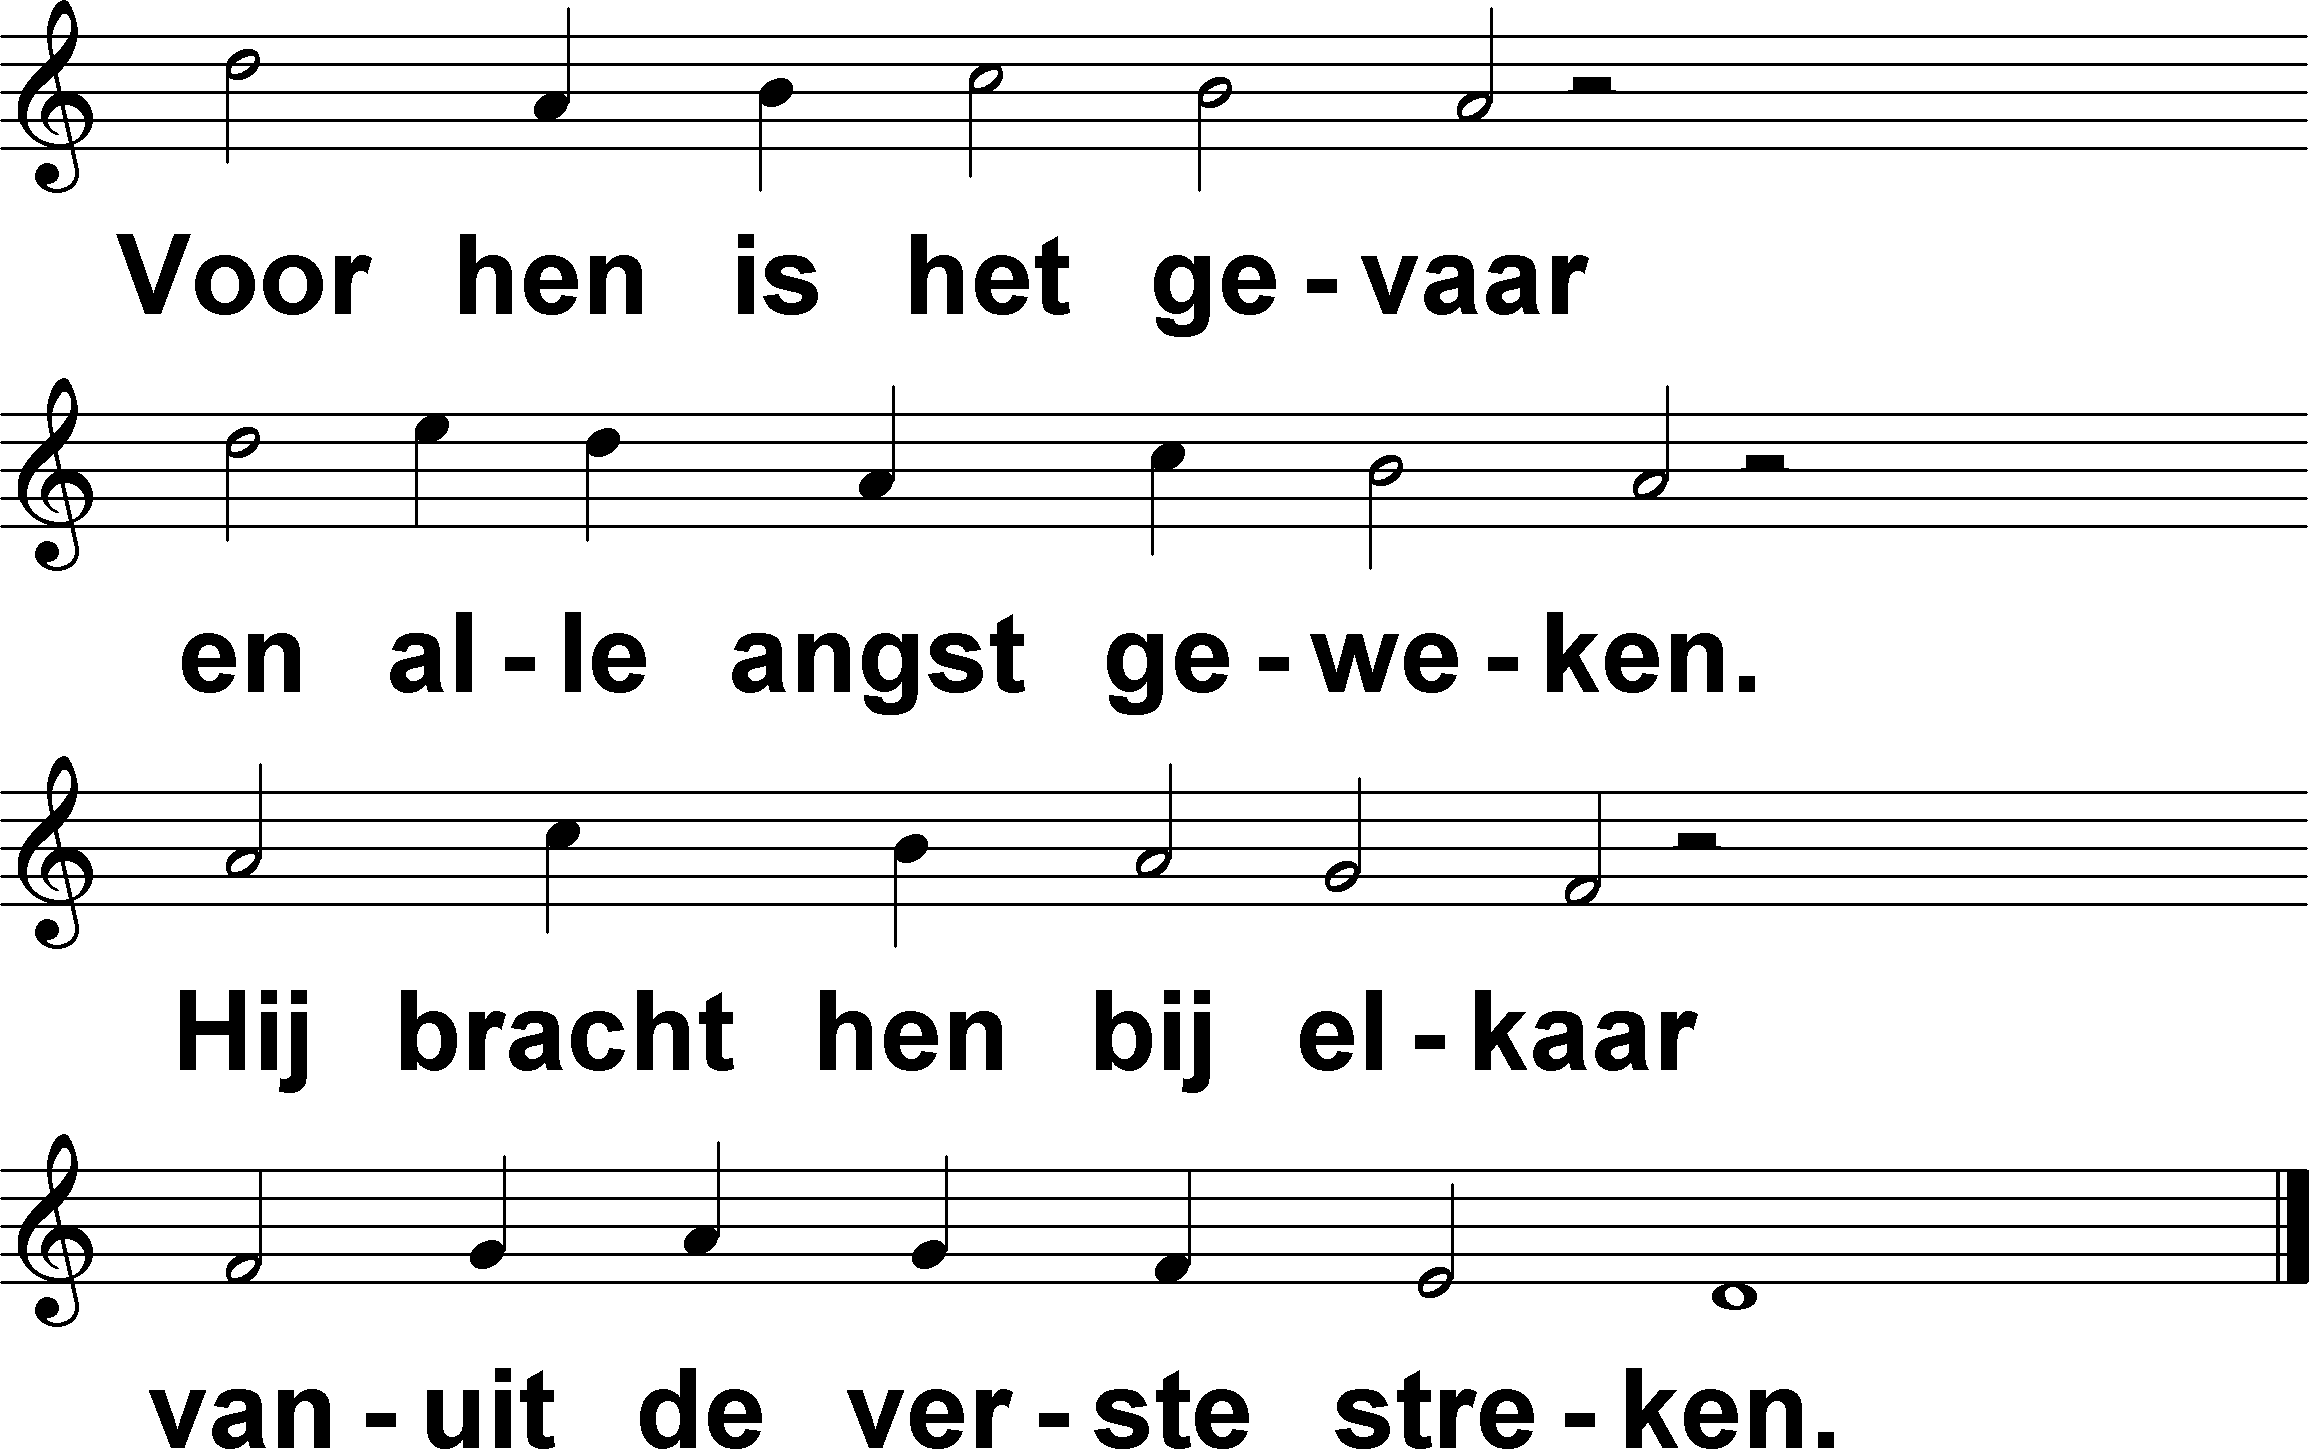 Voor hen is het ge-vaar
en al-le angst ge-we-ken.
Hij bracht hen bij el-kaar
van-uit de ver-ste stre-ken.